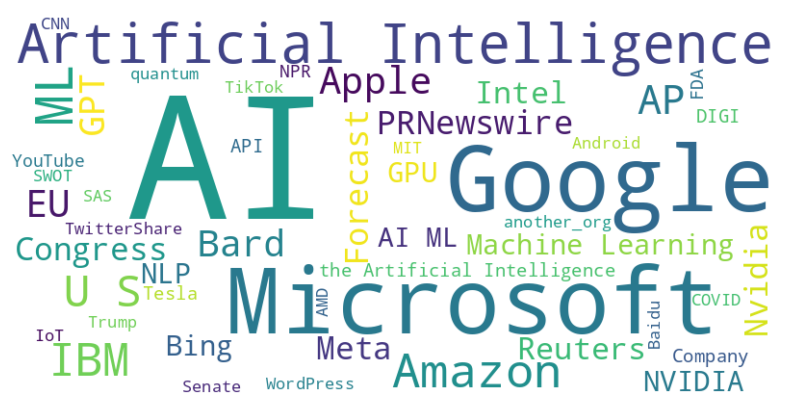 CNN
Artificial Intelligence
ML
GPT
quantum
TikTok
NPR
Apple
Intel
AP
FDA
DIGI
AI
API
Forecast
PRNewswire
MIT
GPU
Android
Google
YouTube
SWOT
EU
SAS
TwitterShare
Congress
Bard
AI ML
another_org
Machine Learning
Nvidia
NLP
the Artificial Intelligence
U S
Tesla
Microsoft
AMD
Baidu
COVID
Trump
IoT
IBM
Bing
Meta
Reuters
Company
Senate
WordPress
Amazon
NVIDIA